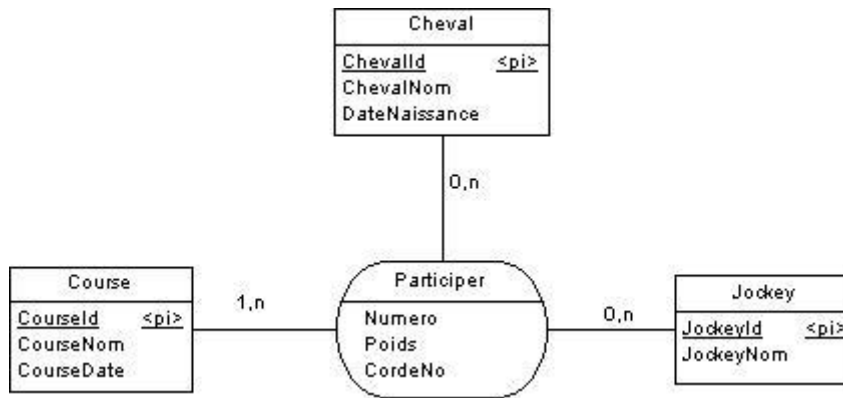 Cheval
ChevalId <pi>
ChevalNom
DateNaissance
0,n
Course
CourseId <pi>
CourseNom
CourseDate
1,n
Participer
Numero
Poids
CordeNo
0,n
Jockey
JockeyId <pi>
JockeyNom